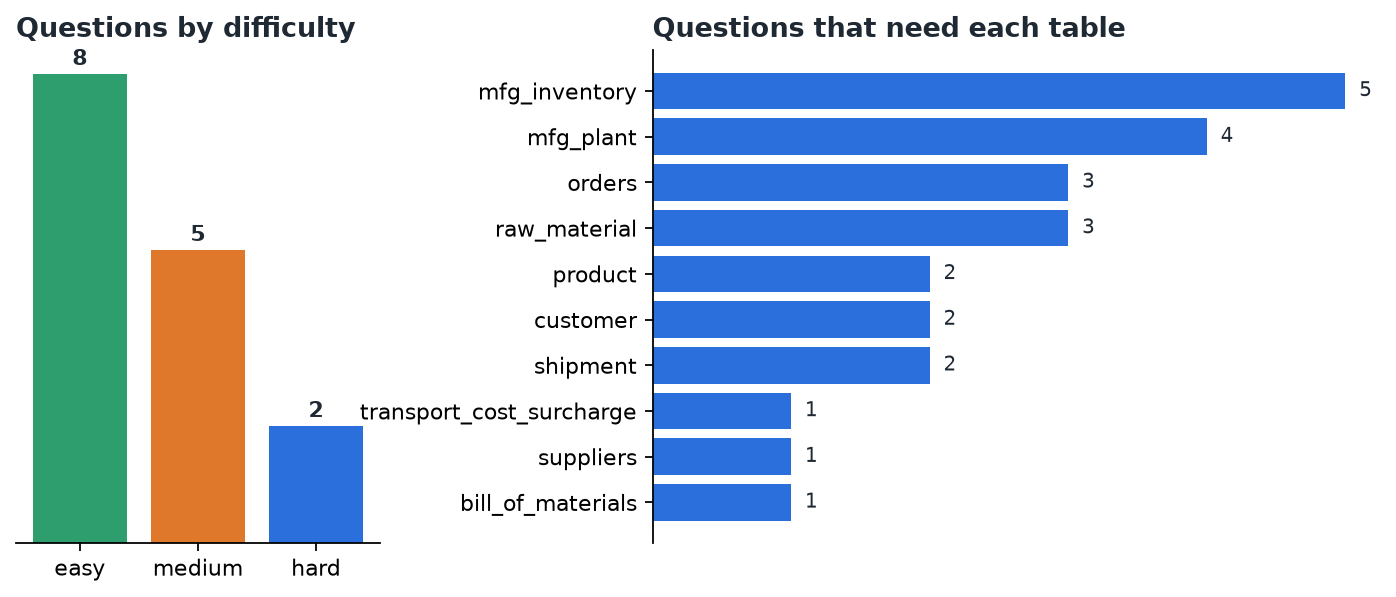 Questions by difficulty
8
5
2
easy
medium
hard
Questions that need each table
mfg_inventory 5
mfg_plant 4
orders 3
raw_material 3
product 2
customer 2
shipment 2
transport_cost_surcharge 1
suppliers 1
bill_of_materials 1